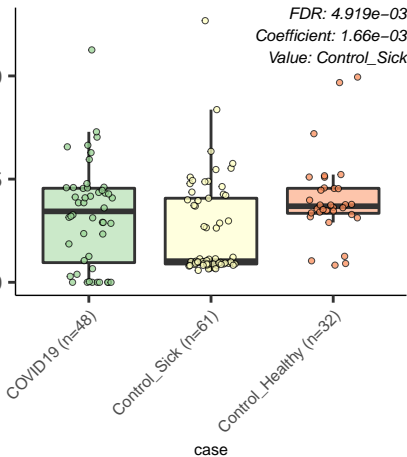 FDR: 4.919e−03
Coefficient: 1.66e−03
Value: Control_Sick
COVID19 (n=48)
Control_Sick (n=61)
Control_Healthy (n=32)
case